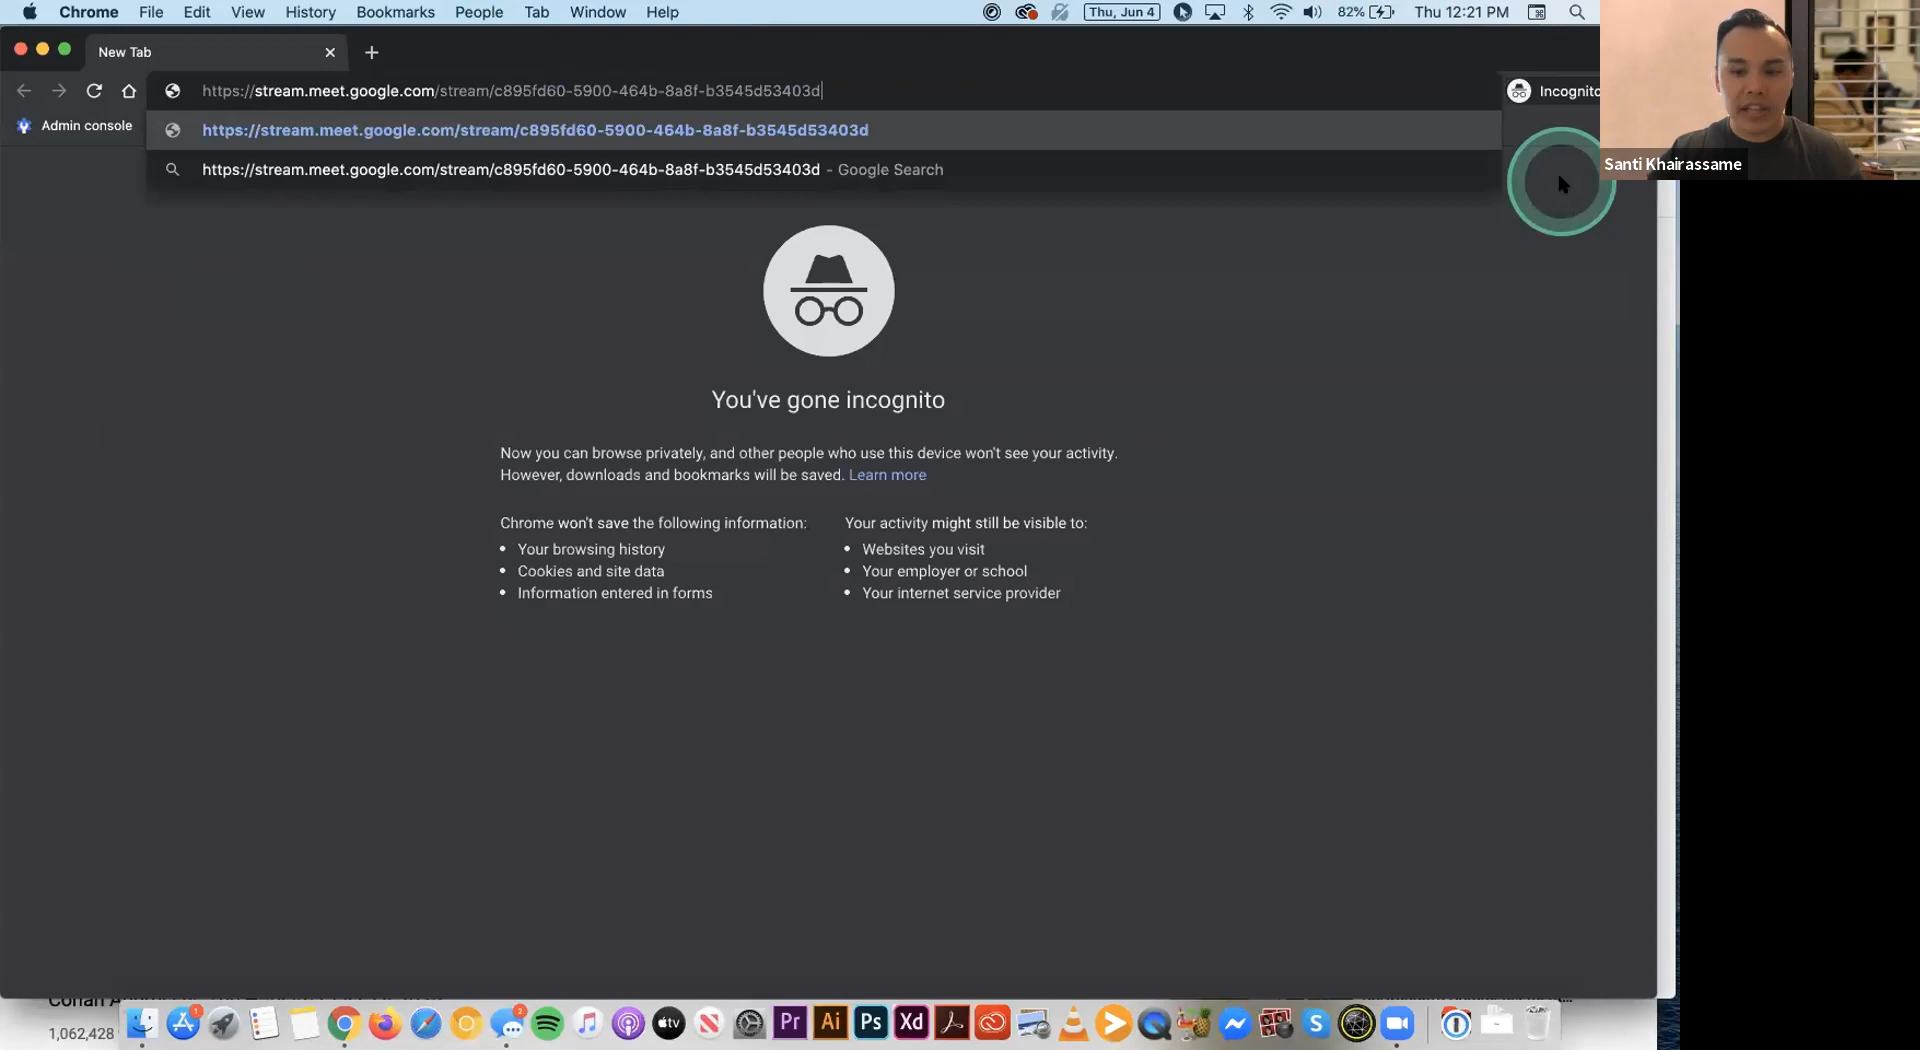 Chrome File Edit View History Bookmarks People Tab Window Help
Thu, Jun 4 82% Thu 12:21 PM
New Tab
https://stream.meet.google.com/stream/c895fd60-5900-464b-8a8f-b3545d53403d
Incognito
Admin console
https://stream.meet.google.com/stream/c895fd60-5900-464b-8a8f-b3545d53403d
https://stream.meet.google.com/stream/c895fd60-5900-464b-8a8f-b3545d53403d - Google Search
Santi Khairassame
You've gone incognito
Now you can browse privately, and other people who use this device won't see your activity.
However, downloads and bookmarks will be saved. Learn more
Chrome won't save the following information:
• Your browsing history
• Cookies and site data
• Information entered in forms
Your activity might still be visible to:
• Websites you visit
• Your employer or school
• Your internet service provider
1,062,428
1
2
tv
Pr Ai Ps Xd